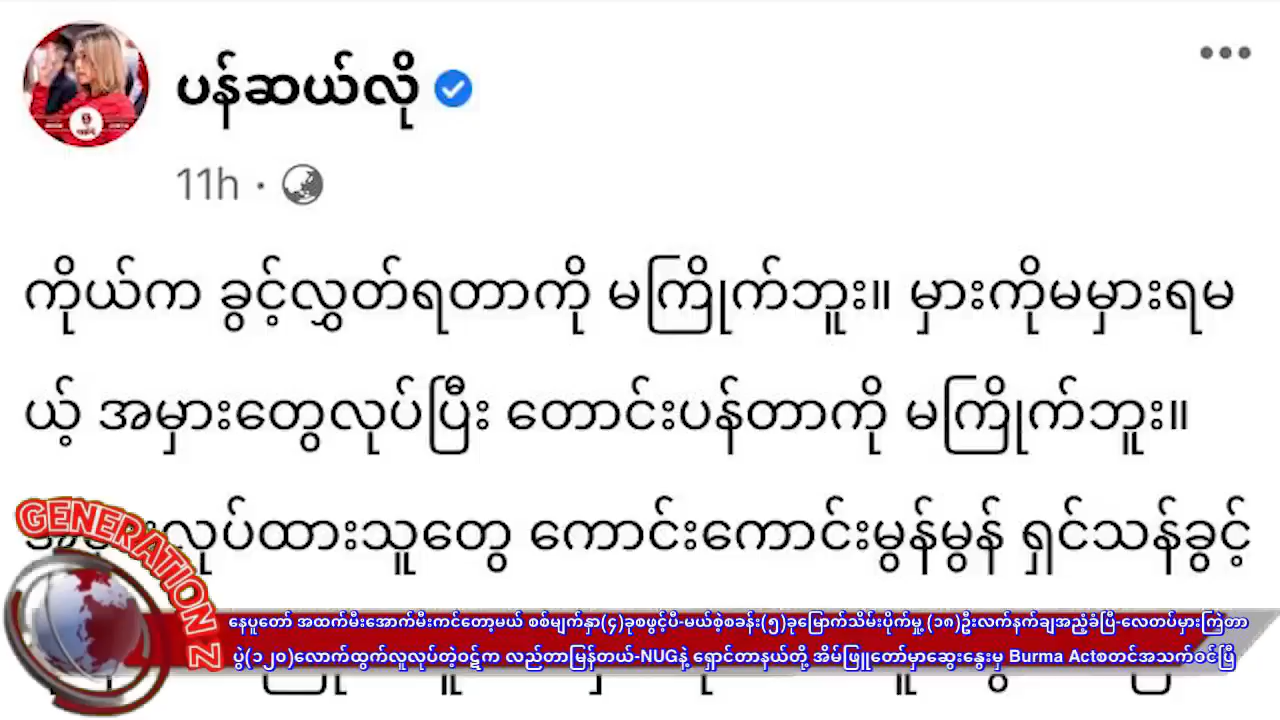 ပန်ဆယ်လို
11h ·
ကိုယ်က ခွင့်လွှတ်ရတာကို မကြိုက်ဘူး။ မှားကိုမမှားရမ
ယ့် အမှားတွေလုပ်ပြီး တောင်းပန်တာကို မကြိုက်ဘူး။
လုပ်ထားသူတွေ ကောင်းကောင်းမွန်မွန် ရှင်သန်ခွင့်
GENERATION Z
နေပူတော် အထက်မီးအောက်မီးကင်တော့မယ် စစ်မျက်နှာ(၄)ခုစဖွင့်ပီ-မယ်စဲ့စခန်း(၅)ခုမြောက်သိမ်းပိုက်မှု့ (၁၈)ဦးလက်နက်ချအညံ့ခံပြီ-လေတပ်မှားကြဲတာ
ပွဲ(၁၂၀)လောက်ထွက်လူလုပ်တဲ့ဝဋ်က လည်တာမြန်တယ်-NUGနဲ့ ရှောင်တာနယ်တို့ အိမ်ဖြူတော်မှာဆွေးနွေးမှ Burma Actစတင်အသက်ဝင်ပြီ